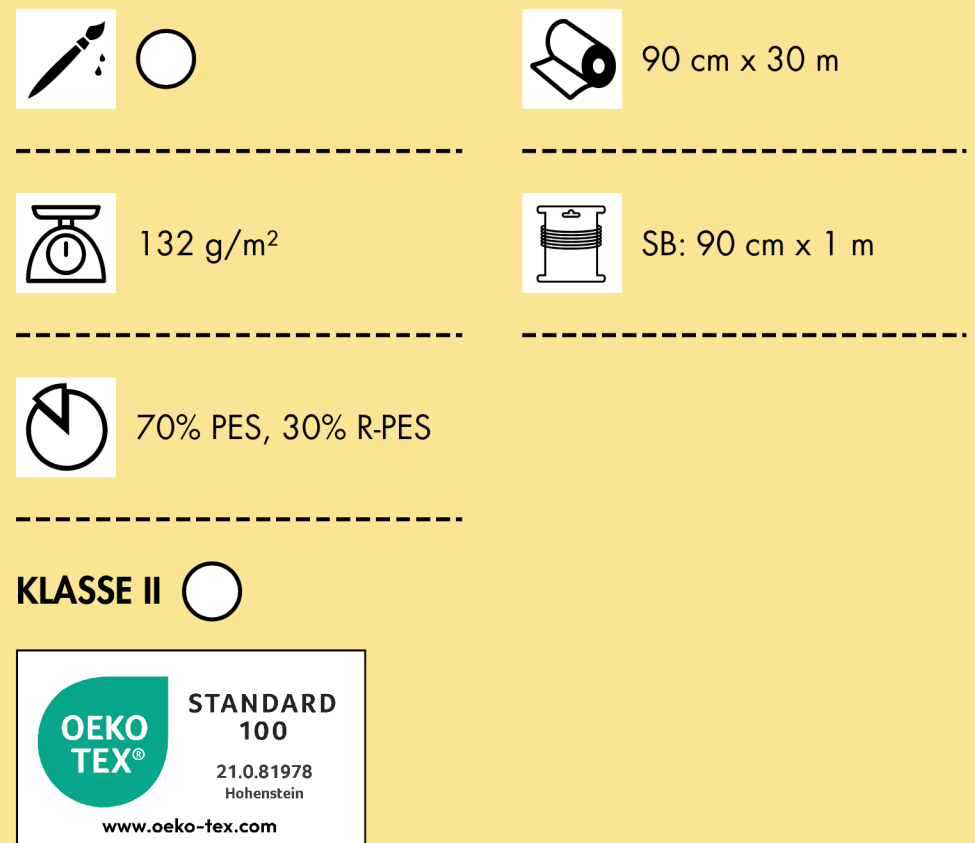 90 cm x 30 m
132 g/m²
SB: 90 cm x 1 m
70% PES, 30% R-PES
KLASSE II
OEKO
TEX®
STANDARD
100
21.0.81978
Hohenstein
www.oeko-tex.com